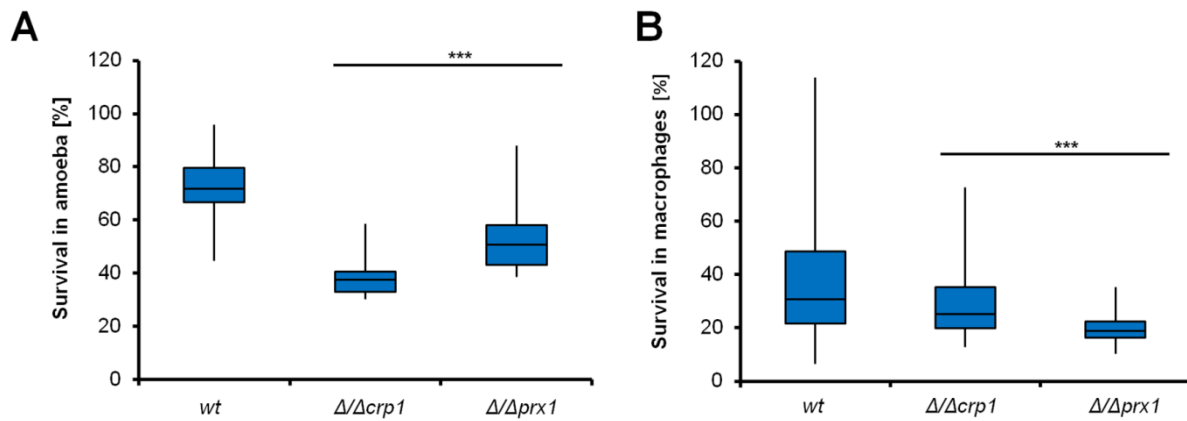 A
Survival in amoeba [%]
120
100
80
60
40
20
0
***
wt
Δ/Δcrp1
Δ/Δprx1
B
Survival in macrophages [%]
120
100
80
60
40
20
0
***
wt
Δ/Δcrp1
Δ/Δprx1